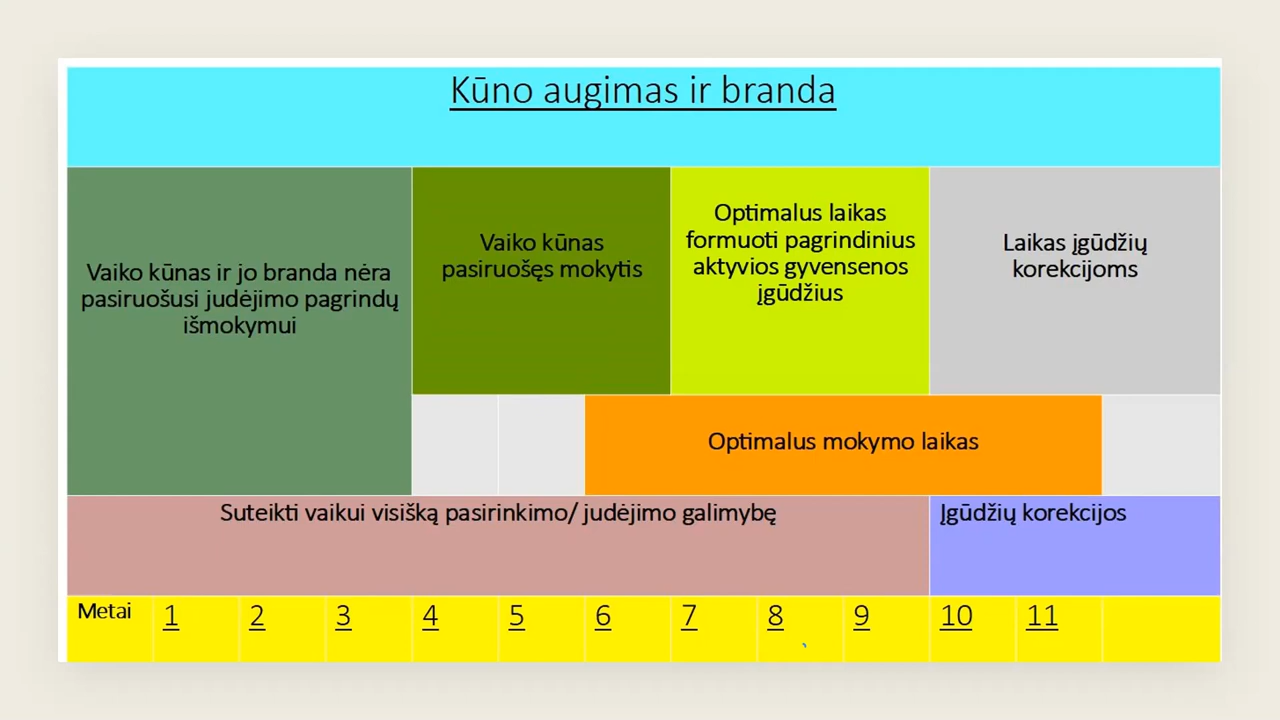 Kūno augimas ir branda
Vaiko kūnas ir jo branda nėra
pasiruošusi judėjimo pagrindų
išmokymui
Vaiko kūnas
pasiruošęs mokytis
Optimalus laikas
formuoti pagrindinius
aktyvios gyvensenos
įgūdžius
Laikas įgūdžių
korekcijoms
Optimalus mokymo laikas
Suteikti vaikui visišką pasirinkimo/ judėjimo galimybę
Įgūdžių korekcijos
Metai 1 2 3 4 5 6 7 8 9 10 11